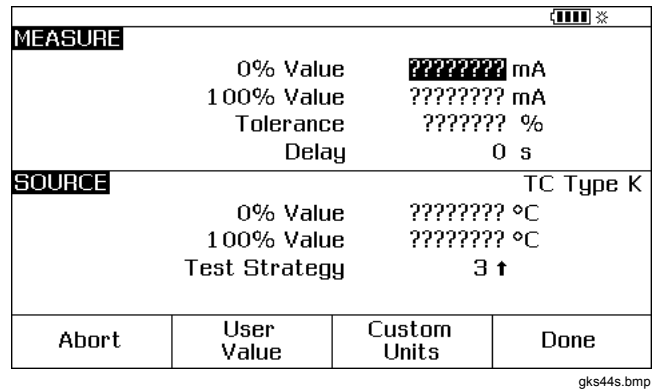 MEASURE
0% Value ???????? mA
100% Value ???????? mA
Tolerance ??????? %
Delay 0 s
SOURCE TC Type K
0% Value ???????? °C
100% Value ???????? °C
Test Strategy 3 ↑
Abort User Value Custom Units Done
gks44s.bmp